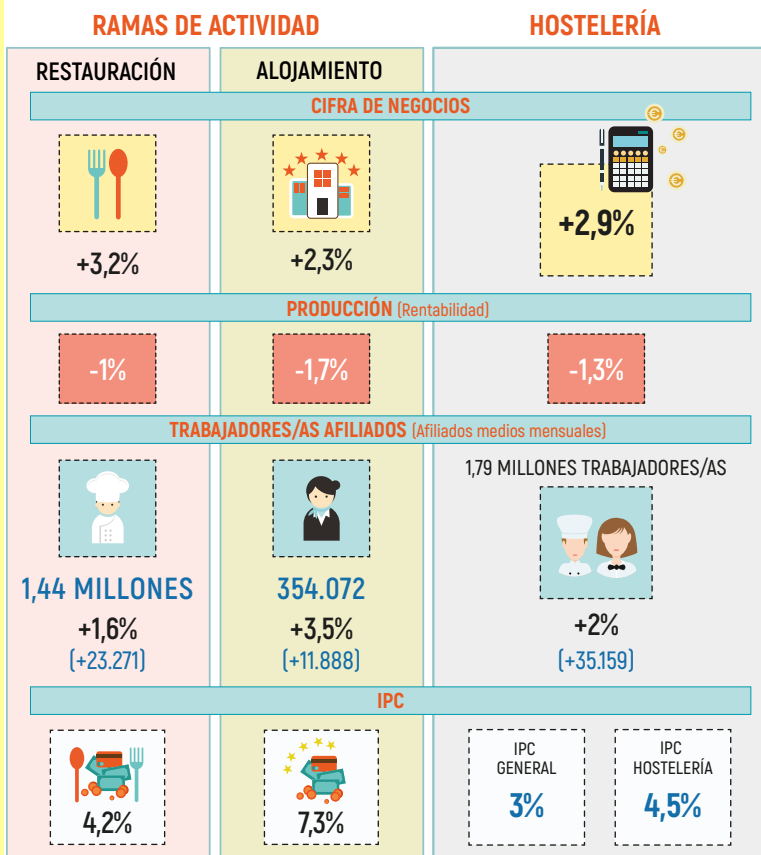 RAMAS DE ACTIVIDAD
HOSTELERÍA
RESTAURACIÓN
ALOJAMIENTO
CIFRA DE NEGOCIOS
+3,2%
+2,3%
+2,9%
PRODUCCIÓN (Rentabilidad)
-1%
-1,7%
-1,3%
TRABAJADORES/AS AFILIADOS (Afiliados medios mensuales)
1,79 MILLONES TRABAJADORES/AS
1,44 MILLONES
354.072
+1,6%
+3,5%
+2%
(+23.271)
(+11.888)
(+35.159)
IPC
4,2%
7,3%
IPC
GENERAL
3%
IPC
HOSTELERÍA
4,5%